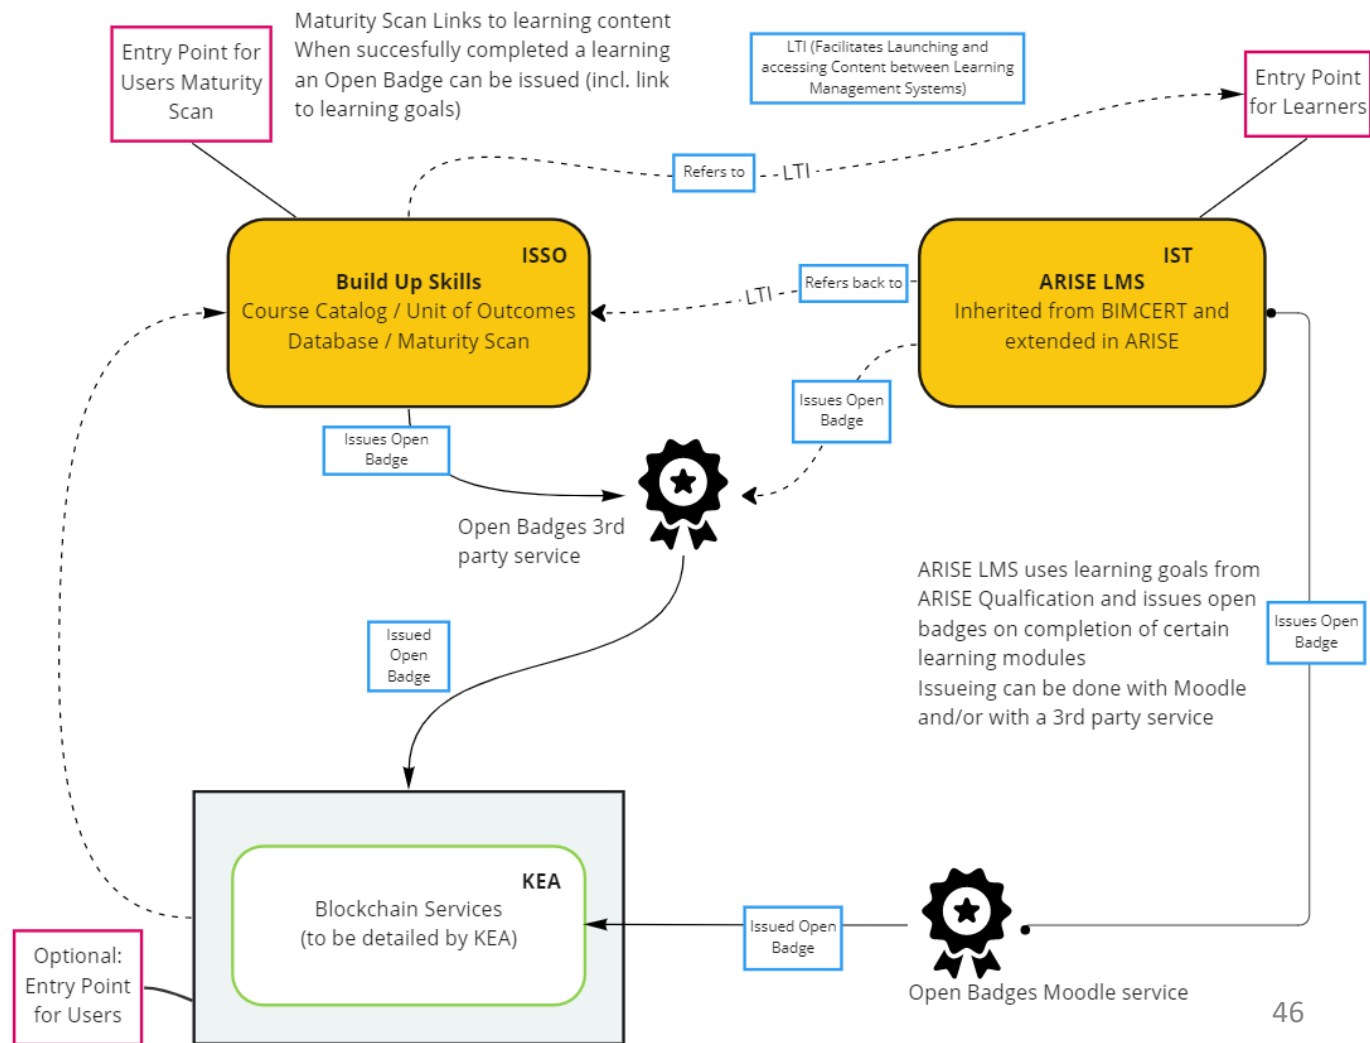 Entry Point for
Users Maturity
Scan
Maturity Scan Links to learning content
When succesfully completed a learning
an Open Badge can be issued (incl. link
to learning goals)
LTI (Facilitates Launching and
accessing Content between Learning
Management Systems)
Entry Point
for Learners
Refers to
LTI
ISSO
Build Up Skills
Course Catalog / Unit of Outcomes
Database / Maturity Scan
Refers back to
LTI
IST
ARISE LMS
Inherited from BIMCERT and
extended in ARISE
Issues Open
Badge
Issues Open
Badge
Open Badges 3rd
party service
ARISE LMS uses learning goals from
ARISE Qualfication and issues open
badges on completion of certain
learning modules
Issueing can be done with Moodle
and/or with a 3rd party service
Issues Open
Badge
Issued
Open
Badge
KEA
Blockchain Services
(to be detailed by KEA)
Issued Open
Badge
Open Badges Moodle service
Optional:
Entry Point
for Users
46